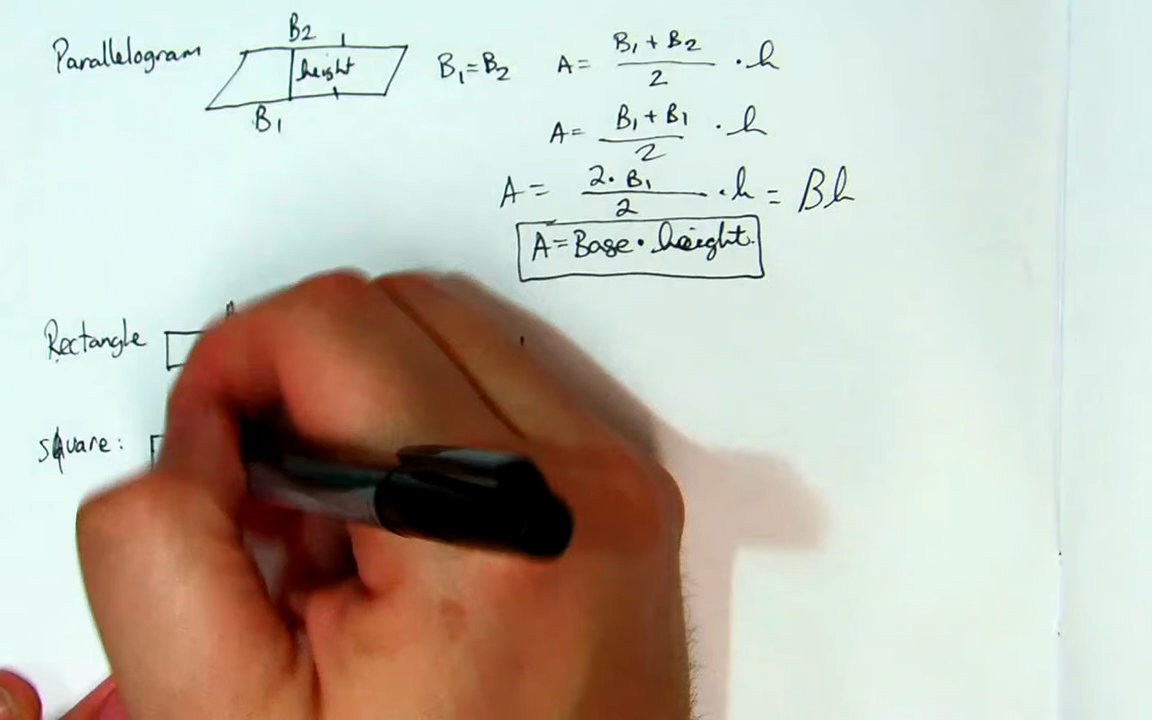 Parallelogram B2 height B1 B1=B2 A= B1+B2/2 · h
A= B1+B1/2 · h
A= 2·B1/2 · h = Bh
A=Base·height.
Rectangle
square: